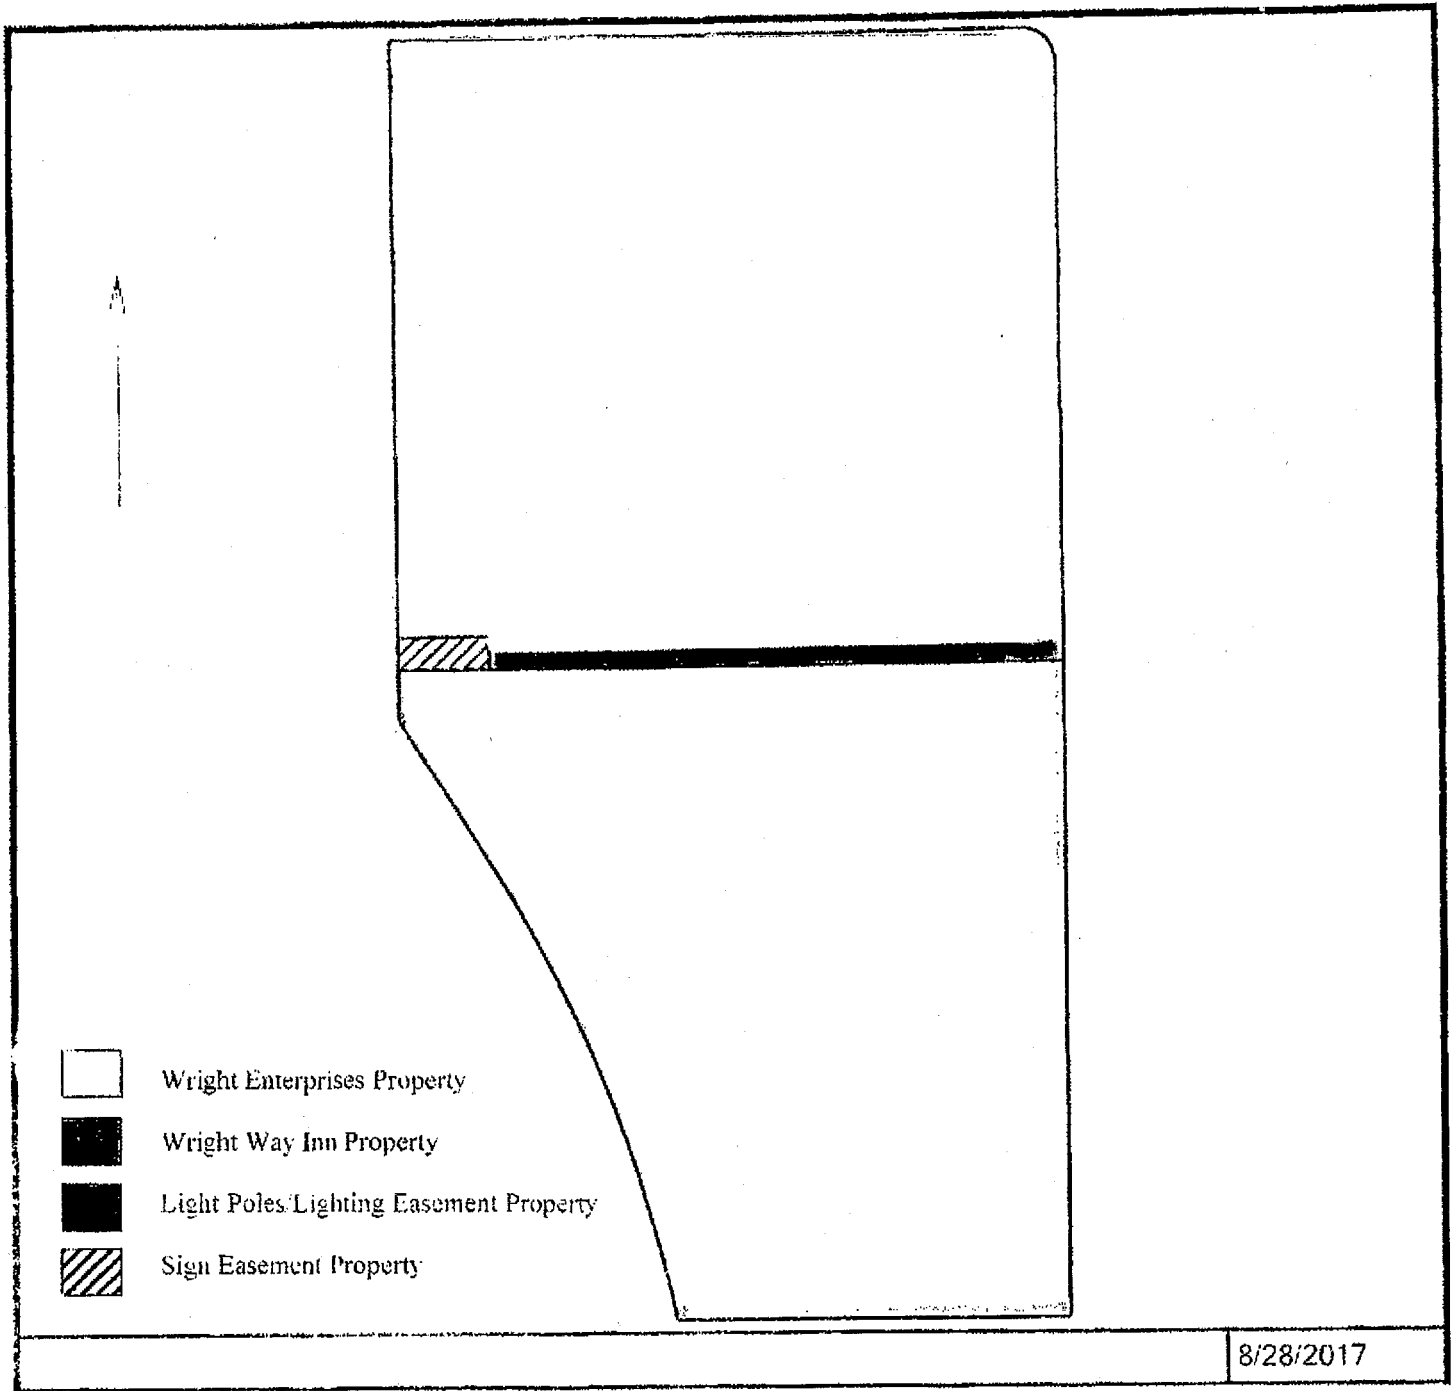 Wright Enterprises Property
Wright Way Inn Property
Light Poles/Lighting Easement Property
Sign Easement Property
8/28/2017